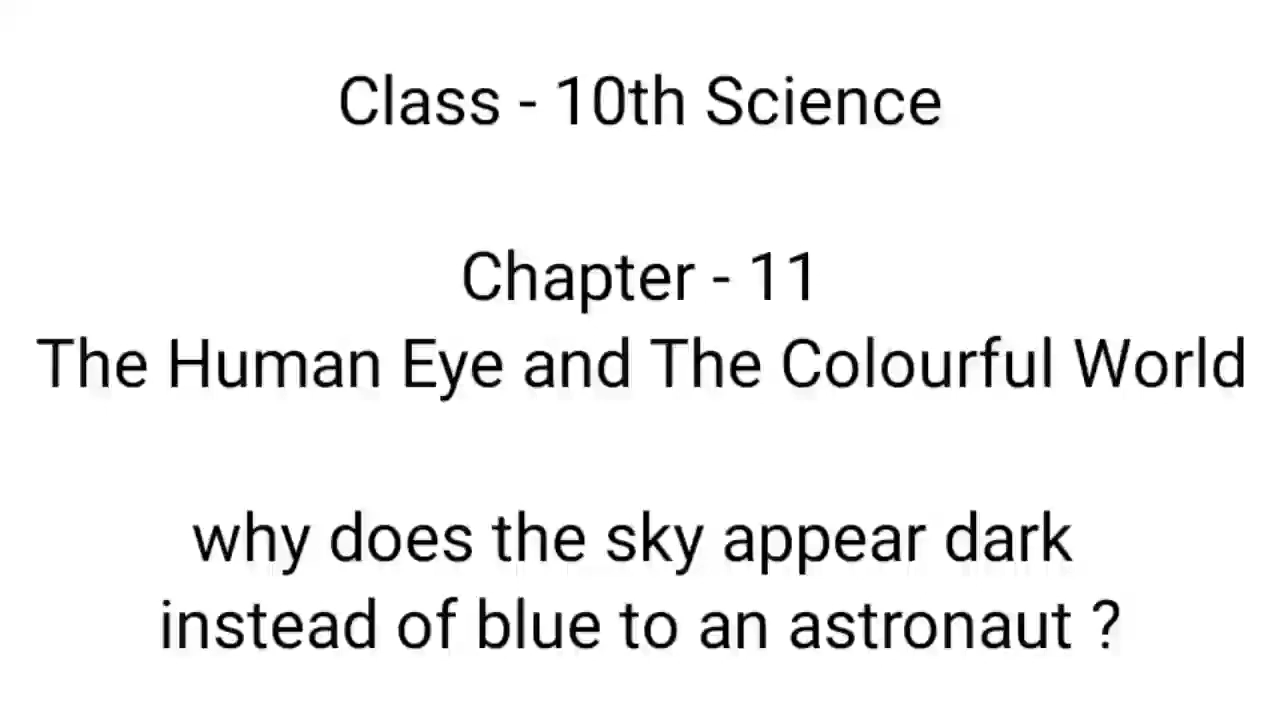 Class - 10th Science
Chapter - 11
The Human Eye and The Colourful World
why does the sky appear dark
instead of blue to an astronaut ?